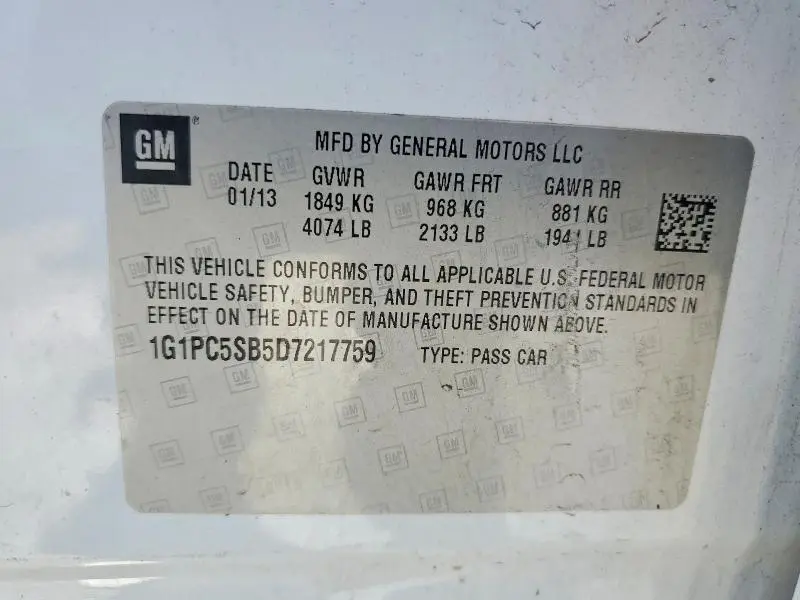 GM ®
MFD BY GENERAL MOTORS LLC
DATE GVWR GAWR FRT GAWR RR
01/13 1849 KG 968 KG 881 KG
4074 LB 2133 LB 1941 LB
THIS VEHICLE CONFORMS TO ALL APPLICABLE U.S. FEDERAL MOTOR
VEHICLE SAFETY, BUMPER, AND THEFT PREVENTION STANDARDS IN
EFFECT ON THE DATE OF MANUFACTURE SHOWN ABOVE.
1G1PC5SB5D7217759 TYPE: PASS CAR